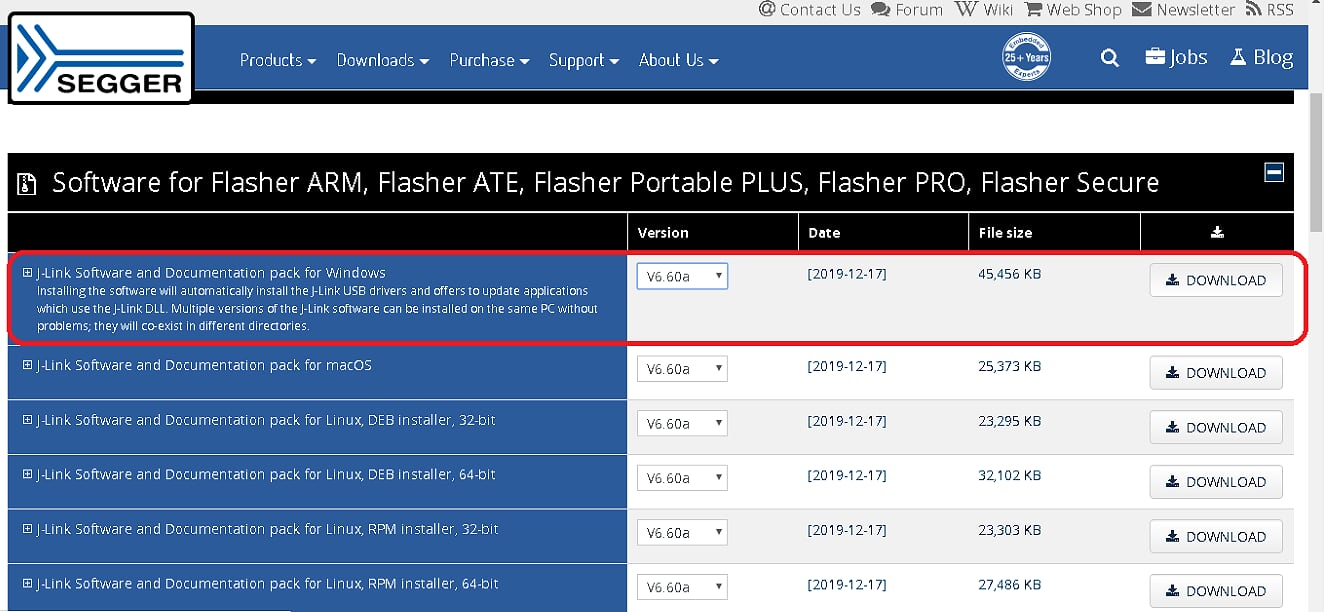 Contact Us Forum Wiki Web Shop Newsletter RSS
SEGGER
Products Downloads Purchase Support About Us
Embedded
25+ Years
Experts
Jobs Blog
Software for Flasher ARM, Flasher ATE, Flasher Portable PLUS, Flasher PRO, Flasher Secure
Version Date File size
J-Link Software and Documentation pack for Windows
Installing the software will automatically install the J-Link USB drivers and offers to update applications
which use the J-Link DLL. Multiple versions of the J-Link software can be installed on the same PC without
problems; they will co-exist in different directories.
V6.60a [2019-12-17] 45,456 KB DOWNLOAD
J-Link Software and Documentation pack for macOS V6.60a [2019-12-17] 25,373 KB DOWNLOAD
J-Link Software and Documentation pack for Linux, DEB installer, 32-bit V6.60a [2019-12-17] 23,295 KB DOWNLOAD
J-Link Software and Documentation pack for Linux, DEB installer, 64-bit V6.60a [2019-12-17] 32,102 KB DOWNLOAD
J-Link Software and Documentation pack for Linux, RPM installer, 32-bit V6.60a [2019-12-17] 23,303 KB DOWNLOAD
J-Link Software and Documentation pack for Linux, RPM installer, 64-bit V6.60a [2019-12-17] 27,486 KB DOWNLOAD